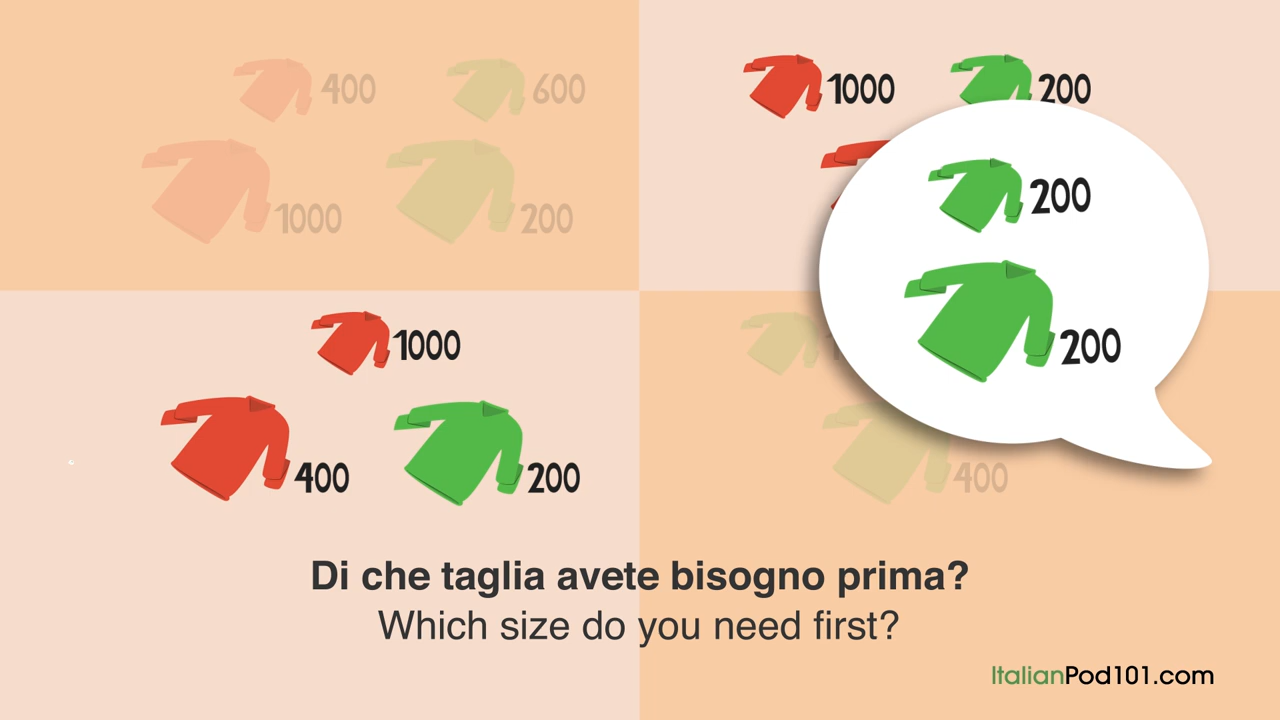 400 600
1000 200
1000 200
200
200
1000
400 200
400
Di che taglia avete bisogno prima?
Which size do you need first?
ItalianPod101.com